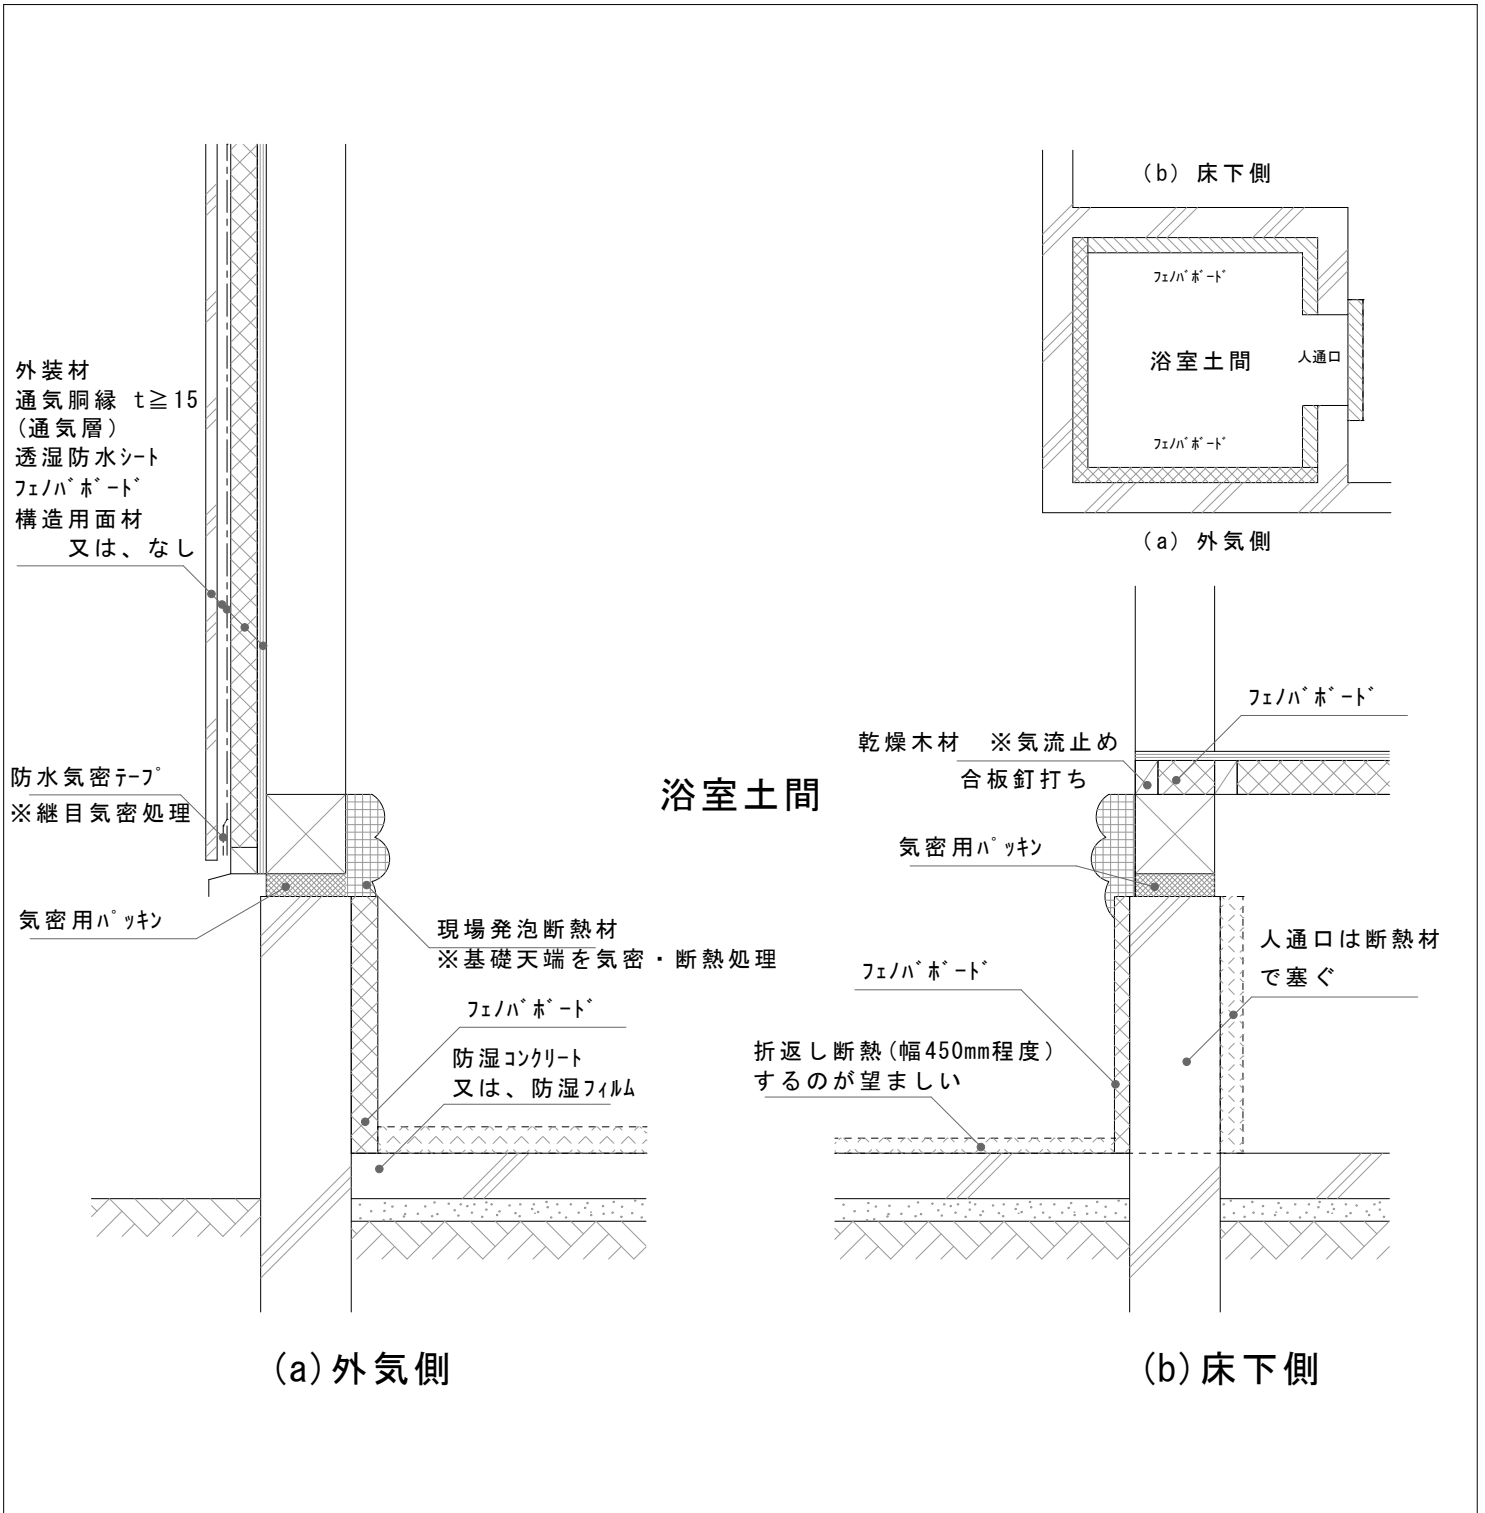 (b) 床下側
ﾌｪﾉﾊﾞﾎﾞｰﾄﾞ
浴室土間
人通口
ﾌｪﾉﾊﾞﾎﾞｰﾄﾞ
(a) 外気側
外装材
通気胴縁 t≧15
(通気層)
透湿防水ｼｰﾄ
ﾌｪﾉﾊﾞﾎﾞｰﾄﾞ
構造用面材
又は、なし
防水気密ﾃｰﾌﾟ
※継目気密処理
気密用ﾊﾟｯｷﾝ
浴室土間
現場発泡断熱材
※基礎天端を気密・断熱処理
ﾌｪﾉﾊﾞﾎﾞｰﾄﾞ
防湿ｺﾝｸﾘｰﾄ
又は、防湿ﾌｨﾙﾑ
(a)外気側
ﾌｪﾉﾊﾞﾎﾞｰﾄﾞ
乾燥木材 ※気流止め
合板釘打ち
気密用ﾊﾟｯｷﾝ
人通口は断熱材
で塞ぐ
ﾌｪﾉﾊﾞﾎﾞｰﾄﾞ
折返し断熱(幅450mm程度)
するのが望ましい
(b)床下側